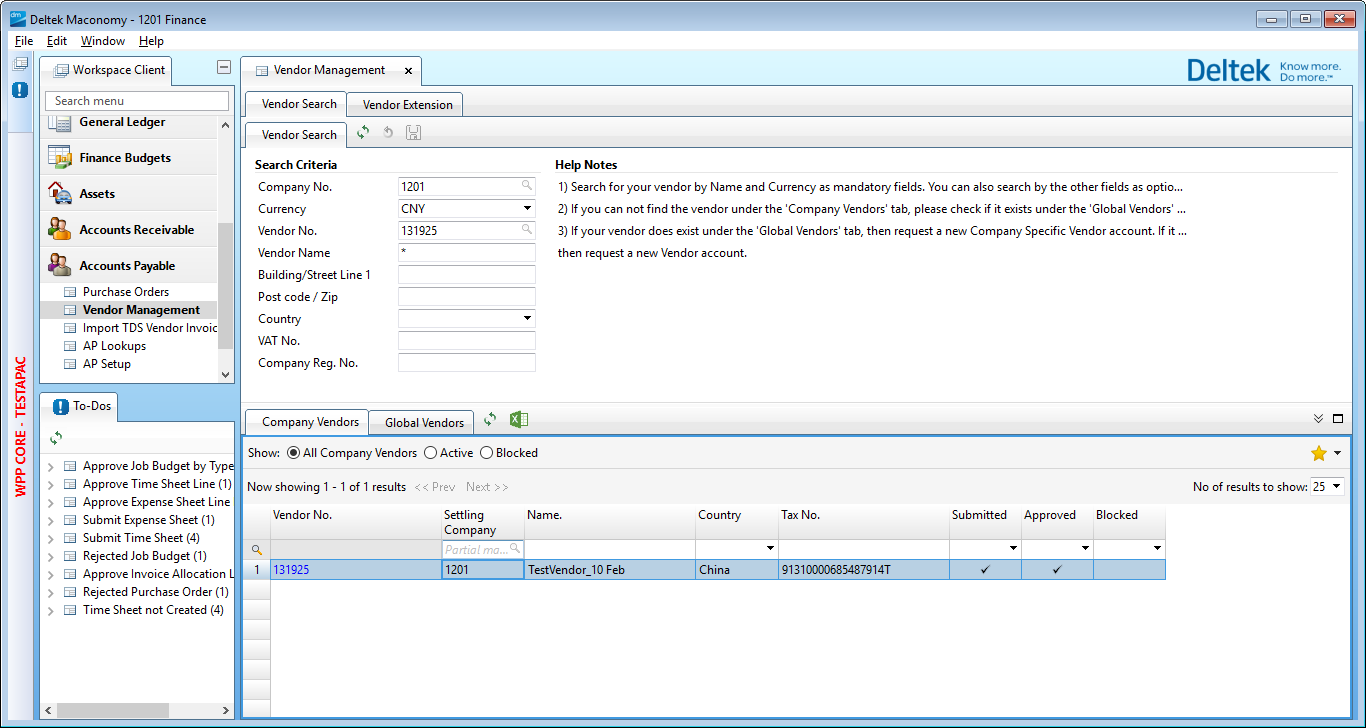 Deltek Maconomy - 1201 Finance
File Edit Window Help
Workspace Client
Search menu
General Ledger
Finance Budgets
Assets
Accounts Receivable
Accounts Payable
Purchase Orders
Vendor Management
Import TDS Vendor Invoic
AP Lookups
AP Setup
WPP CORE - TESTAPAC
To-Dos
Approve Job Budget by Type
Approve Time Sheet Line (1)
Approve Expense Sheet Line
Submit Expense Sheet (1)
Submit Time Sheet (4)
Rejected Job Budget (1)
Approve Invoice Allocation L
Rejected Purchase Order (1)
Time Sheet not Created (4)
Vendor Management
Deltek Know more.
Do more.™
Vendor Search Vendor Extension
Vendor Search
Search Criteria
Company No. 1201
Currency CNY
Vendor No. 131925
Vendor Name *
Building/Street Line 1
Post code / Zip
Country
VAT No.
Company Reg. No.
Help Notes
1) Search for your vendor by Name and Currency as mandatory fields. You can also search by the other fields as optio...
2) If you can not find the vendor under the 'Company Vendors' tab, please check if it exists under the 'Global Vendors' ...
3) If your vendor does exist under the 'Global Vendors' tab, then request a new Company Specific Vendor account. If it ...
then request a new Vendor account.
Company Vendors Global Vendors
Show: All Company Vendors Active Blocked
Now showing 1 - 1 of 1 results << Prev Next >> No of results to show: 25
Vendor No. Settling Company Name. Country Tax No. Submitted Approved Blocked
Partial ma...
1 131925 1201 TestVendor_10 Feb China 91310000685487914T ✓ ✓